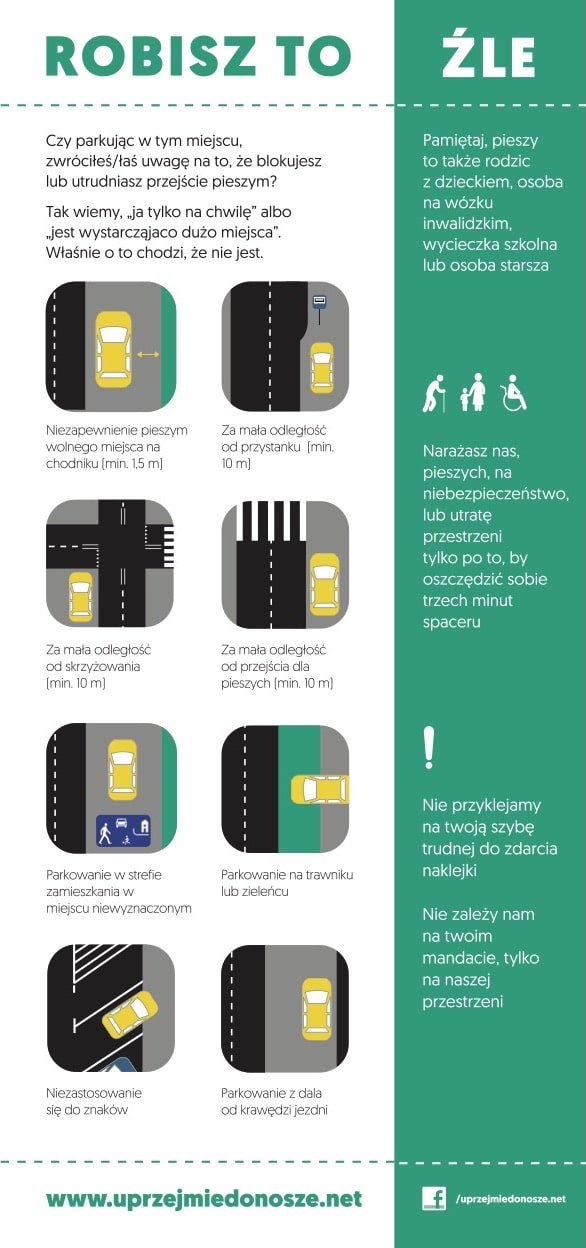 ROBISZ TO ŹLE
Czy parkując w tym miejscu,
zwróciłeś/łaś uwagę na to, że blokujesz
lub utrudniasz przejście pieszym?
Tak wiemy, „ja tylko na chwilę” albo
„jest wystarczająco dużo miejsca”.
Właśnie o to chodzi, że nie jest.
Niezapewnienie pieszym
wolnego miejsca na
chodniku (min. 1,5 m)
Za mała odległość
od przystanku (min.
10 m)
Za mała odległość
od skrzyżowania
(min. 10 m)
Za mała odległość
od przejścia dla
pieszych (min. 10 m)
Parkowanie w strefie
zamieszkania w
miejscu niewyznaczonym
Parkowanie na trawniku
lub zieleńcu
Niezastosowanie
się do znaków
Parkowanie z dala
od krawędzi jezdni
www.uprzejmiedonosze.net
Pamiętaj, pieszy
to także rodzic
z dzieckiem, osoba
na wózku
inwalidzkim,
wycieczka szkolna
lub osoba starsza
Narażasz nas,
pieszych, na
niebezpieczeństwo,
lub utratę
przestrzeni
tylko po to, by
oszczędzić sobie
trzech minut
spaceru
!
Nie przyklejamy
na twoją szybę
trudnej do zdarcia
naklejki
Nie zależy nam
na twoim
mandacie, tylko
na naszej
przestrzeni
f /uprzejmiedonosze.net